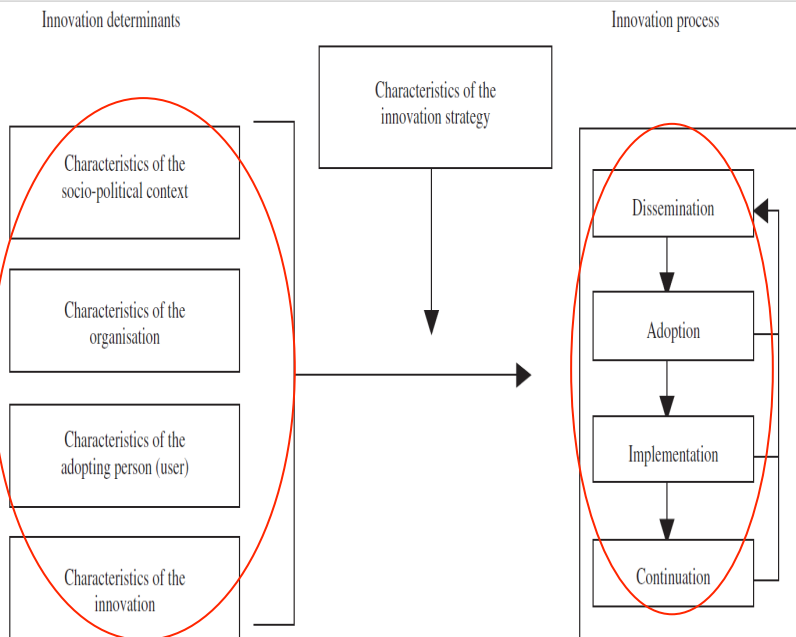 Innovation determinants
Innovation process
Characteristics of the
innovation strategy
Characteristics of the
socio-political context
Characteristics of the
organisation
Characteristics of the
adopting person (user)
Characteristics of the
innovation
Dissemination
Adoption
Implementation
Continuation